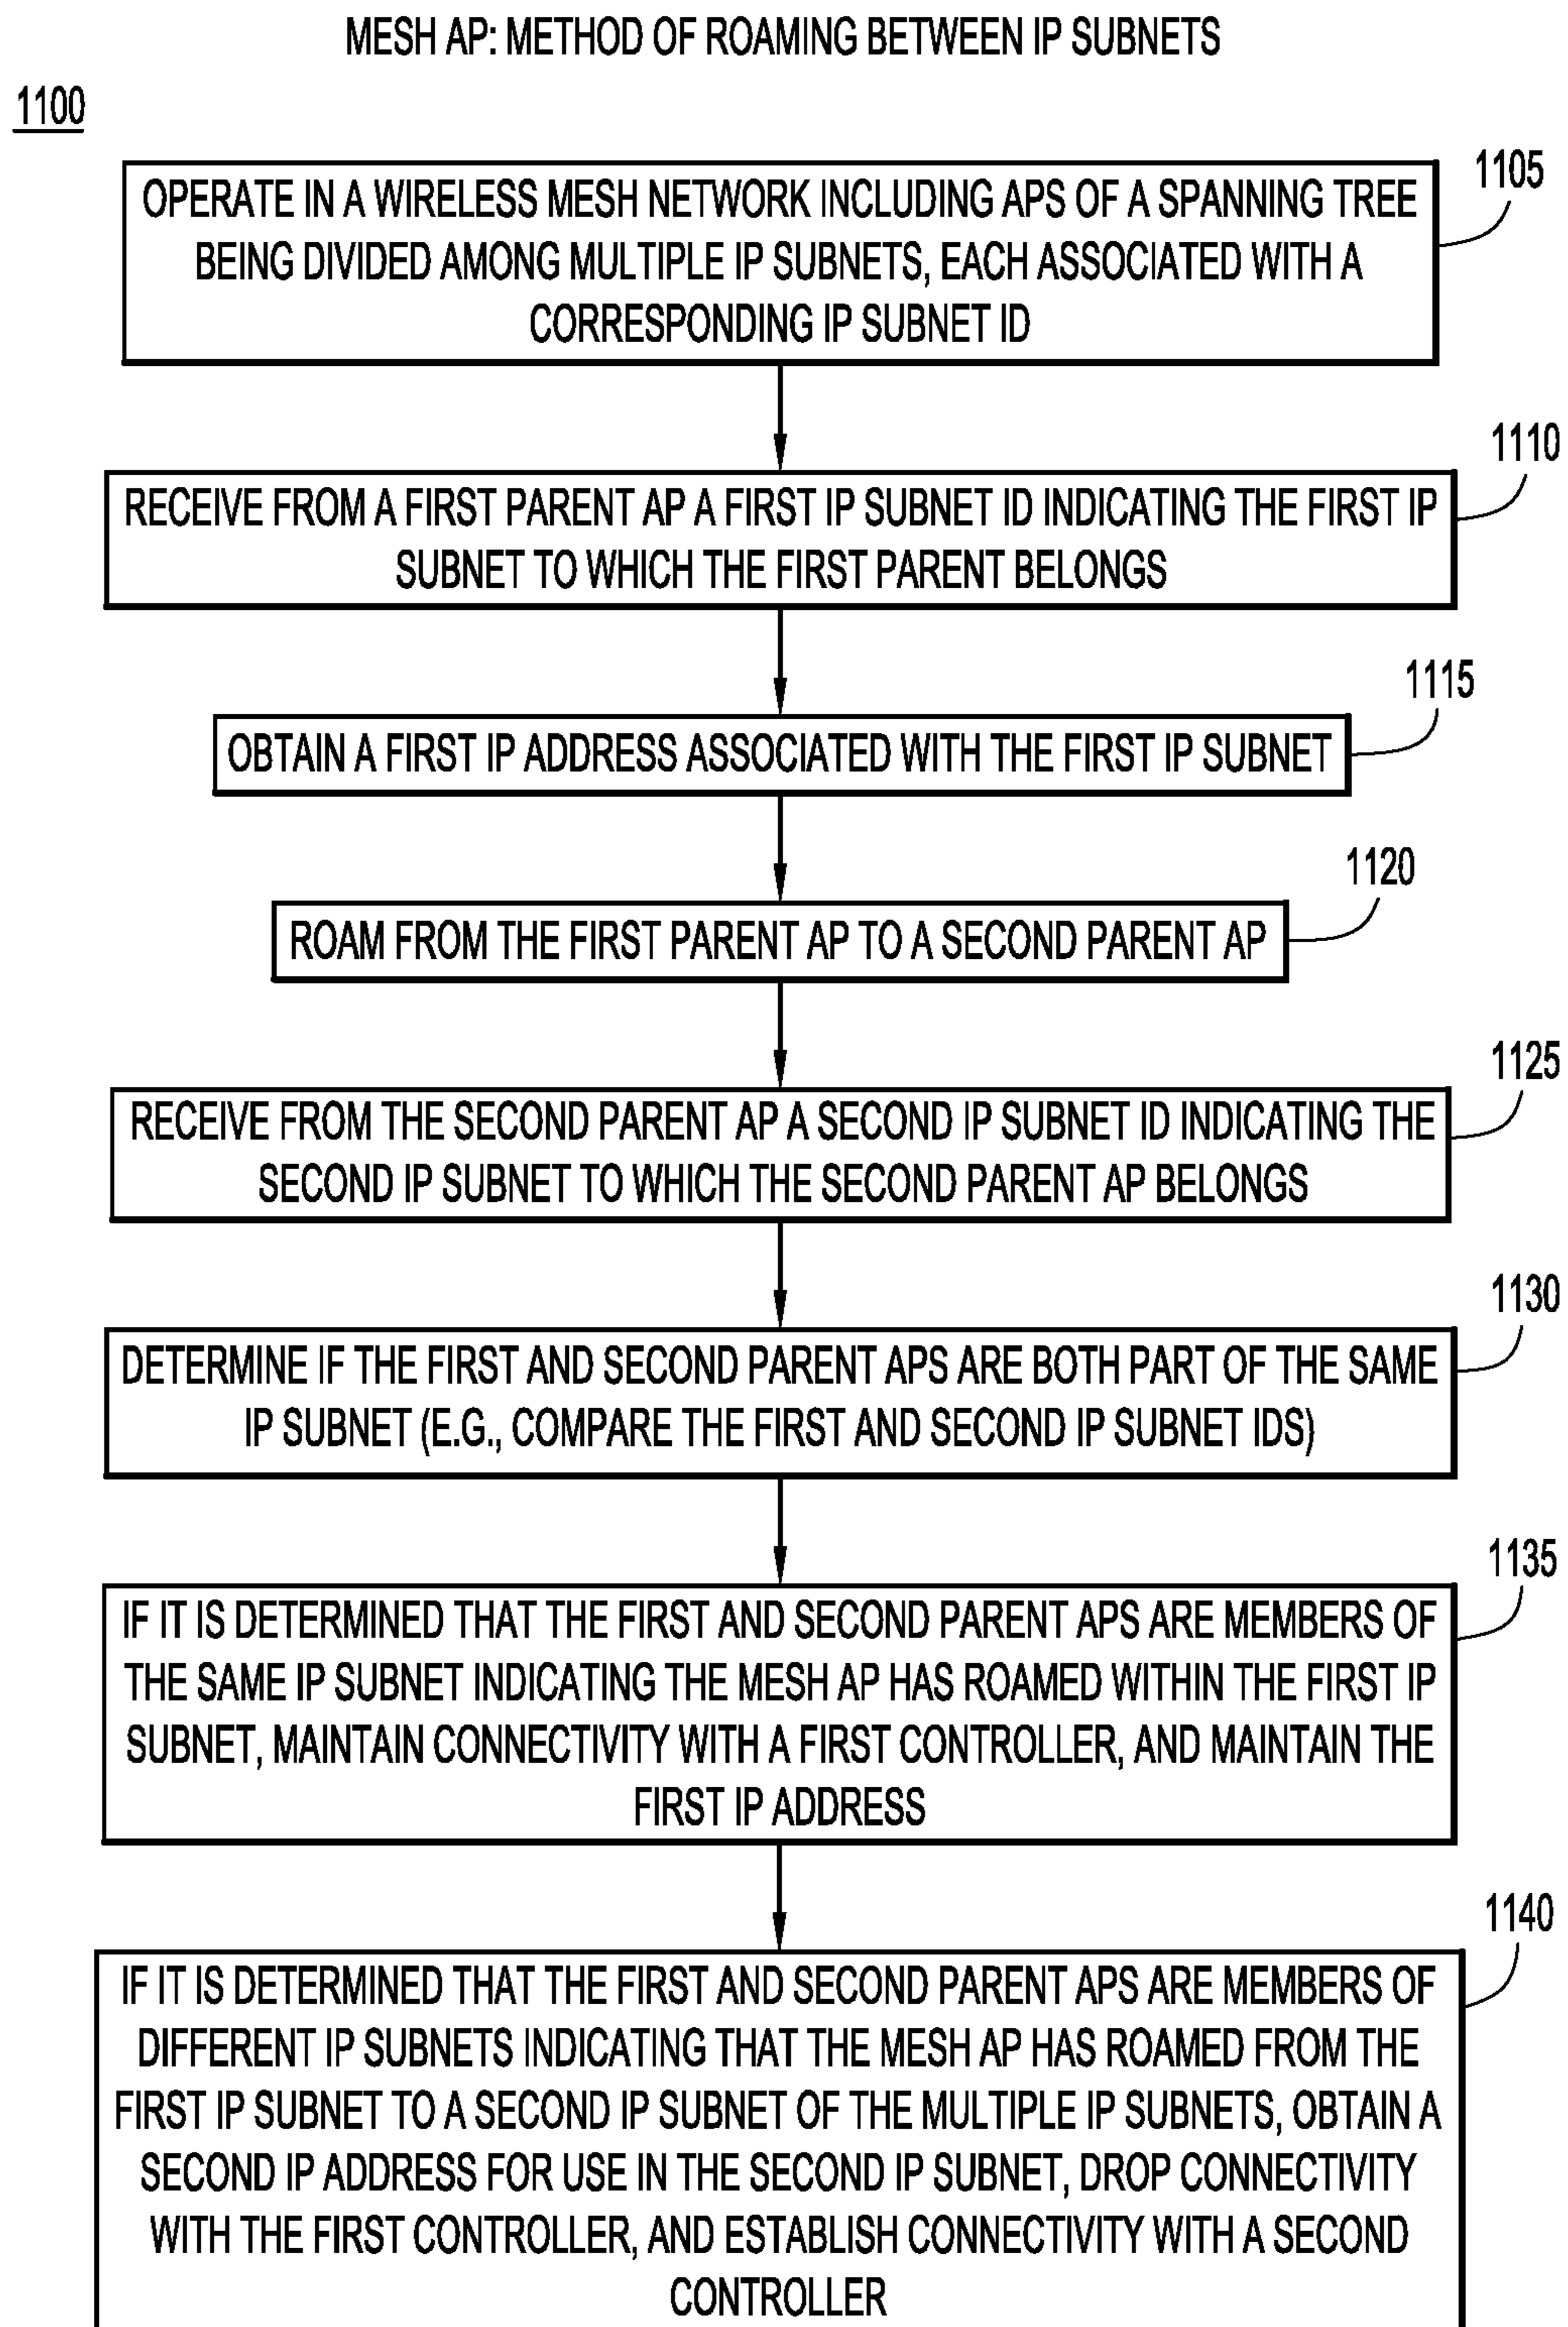 MESH AP: METHOD OF ROAMING BETWEEN IP SUBNETS
1100
1105
OPERATE IN A WIRELESS MESH NETWORK INCLUDING APS OF A SPANNING TREE
BEING DIVIDED AMONG MULTIPLE IP SUBNETS, EACH ASSOCIATED WITH A
CORRESPONDING IP SUBNET ID
1110
RECEIVE FROM A FIRST PARENT AP A FIRST IP SUBNET ID INDICATING THE FIRST IP
SUBNET TO WHICH THE FIRST PARENT BELONGS
1115
OBTAIN A FIRST IP ADDRESS ASSOCIATED WITH THE FIRST IP SUBNET
1120
ROAM FROM THE FIRST PARENT AP TO A SECOND PARENT AP
1125
RECEIVE FROM THE SECOND PARENT AP A SECOND IP SUBNET ID INDICATING THE
SECOND IP SUBNET TO WHICH THE SECOND PARENT AP BELONGS
1130
DETERMINE IF THE FIRST AND SECOND PARENT APS ARE BOTH PART OF THE SAME
IP SUBNET (E.G., COMPARE THE FIRST AND SECOND IP SUBNET IDS)
1135
IF IT IS DETERMINED THAT THE FIRST AND SECOND PARENT APS ARE MEMBERS OF
THE SAME IP SUBNET INDICATING THE MESH AP HAS ROAMED WITHIN THE FIRST IP
SUBNET, MAINTAIN CONNECTIVITY WITH A FIRST CONTROLLER, AND MAINTAIN THE
FIRST IP ADDRESS
1140
IF IT IS DETERMINED THAT THE FIRST AND SECOND PARENT APS ARE MEMBERS OF
DIFFERENT IP SUBNETS INDICATING THAT THE MESH AP HAS ROAMED FROM THE
FIRST IP SUBNET TO A SECOND IP SUBNET OF THE MULTIPLE IP SUBNETS, OBTAIN A
SECOND IP ADDRESS FOR USE IN THE SECOND IP SUBNET, DROP CONNECTIVITY
WITH THE FIRST CONTROLLER, AND ESTABLISH CONNECTIVITY WITH A SECOND
CONTROLLER